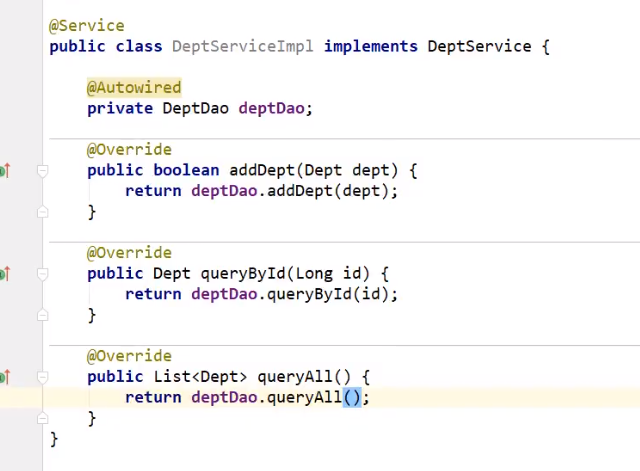 @Service
public class DeptServiceImpl implements DeptService {
@Autowired
private DeptDao deptDao;
@Override
public boolean addDept(Dept dept) {
return deptDao.addDept(dept);
}
@Override
public Dept queryById(Long id) {
return deptDao.queryById(id);
}
@Override
public List<Dept> queryAll() {
return deptDao.queryAll();
}
}